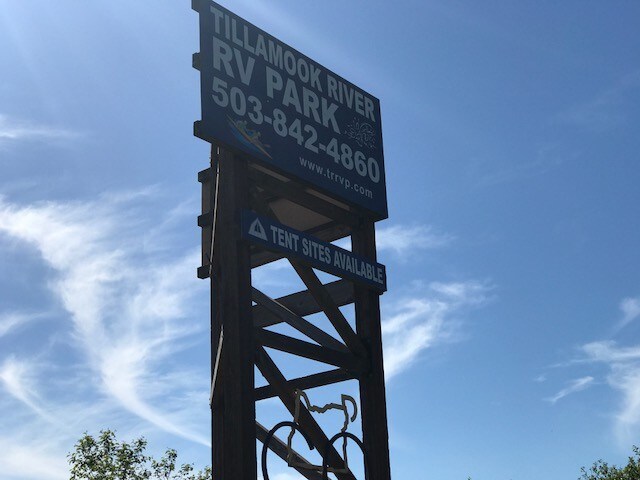 TILLAMOOK RIVER
RV PARK
503-842-4860
www.trrvp.com
TENT SITES AVAILABLE